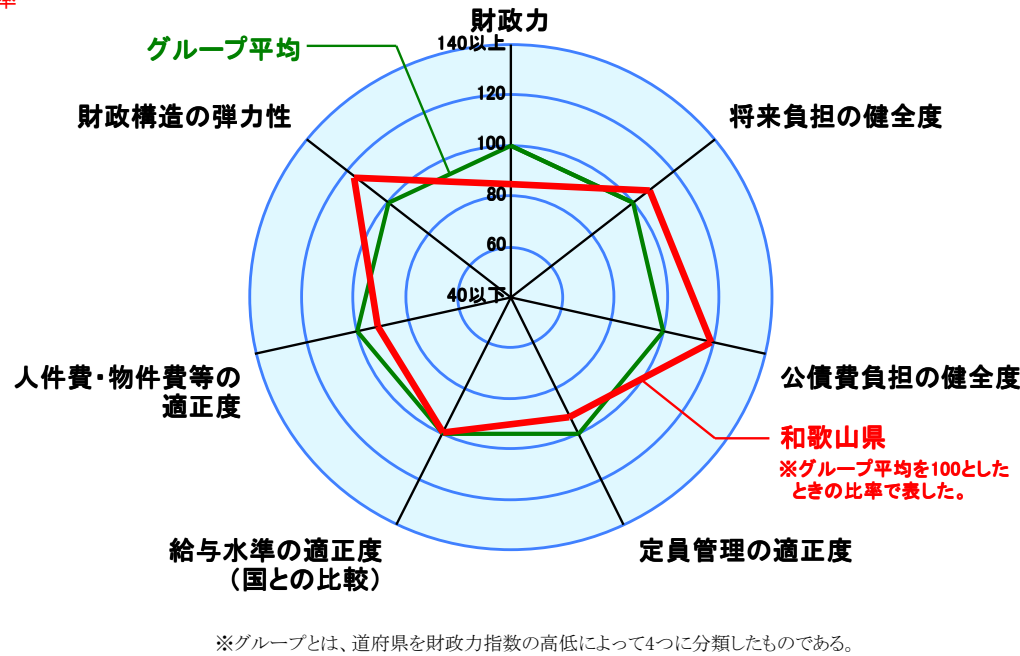 率
財政力
140以上
グループ平均
120
財政構造の弾力性
将来負担の健全度
100
80
60
40以下
人件費・物件費等の
適正度
公債費負担の健全度
和歌山県
※グループ平均を100とした
ときの比率で表した。
給与水準の適正度
（国との比較）
定員管理の適正度
※グループとは、道府県を財政力指数の高低によって4つに分類したものである。